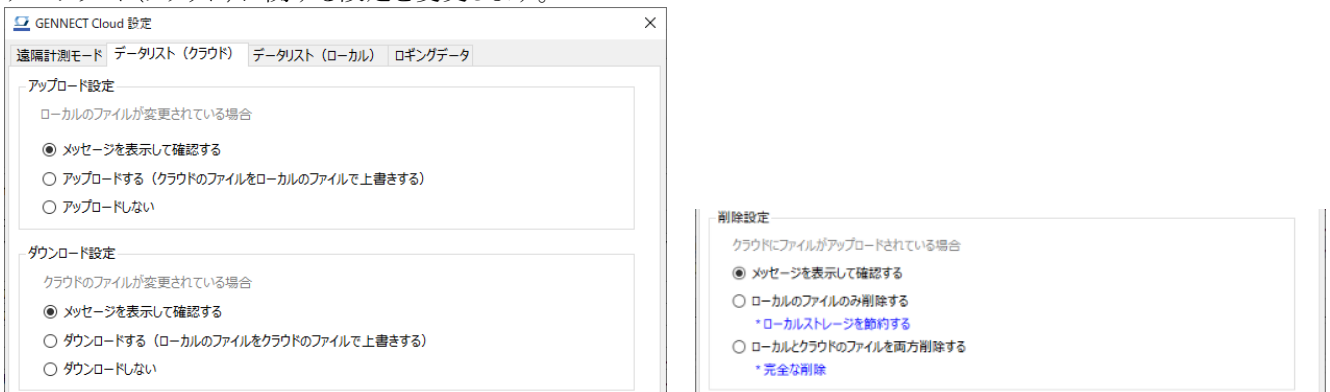 GENNECT Cloud 設定
遠隔計測モード データリスト（クラウド） データリスト（ローカル） ロギングデータ
アップロード設定
ローカルのファイルが変更されている場合
メッセージを表示して確認する
アップロードする（クラウドのファイルをローカルのファイルで上書きする）
アップロードしない
ダウンロード設定
クラウドのファイルが変更されている場合
メッセージを表示して確認する
ダウンロードする（ローカルのファイルをクラウドのファイルで上書きする）
ダウンロードしない
削除設定
クラウドにファイルがアップロードされている場合
メッセージを表示して確認する
ローカルのファイルのみ削除する
*ローカルストレージを節約する
ローカルとクラウドのファイルを両方削除する
*完全な削除